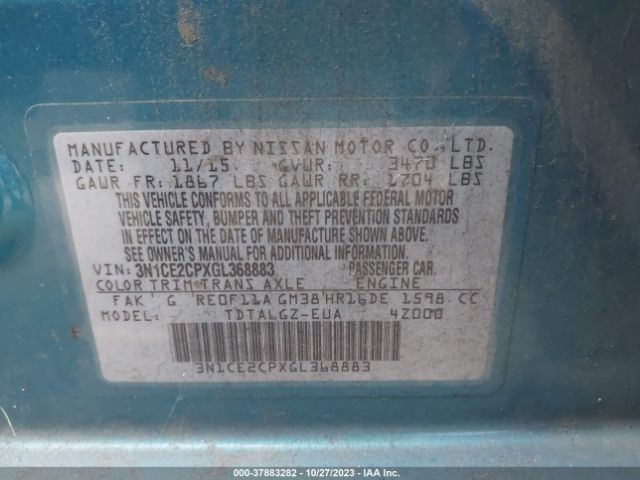 MANUFACTURED BY NISSAN MOTOR CO., LTD.
DATE: 11/15 GVWR: 3470 LBS
GAWR FR: 1867 LBS GAWR RR: 1704 LBS
THIS VEHICLE CONFORMS TO ALL APPLICABLE FEDERAL MOTOR
VEHICLE SAFETY, BUMPER AND THEFT PREVENTION STANDARDS
IN EFFECT ON THE DATE OF MANUFACTURE SHOWN ABOVE.
SEE OWNER'S MANUAL FOR ADDITIONAL INFORMATION.
VIN: 3N1CE2CPXGL368883 PASSENGER CAR.
COLOR TRIM TRANS AXLE ENGINE
FAK G RE0F11A GM38 HR16DE 1598 CC
MODEL: TDTALGZ-EUA 4Z000
3N1CE2CPXGL368883
000-37883282 - 10/27/2023 - IAA Inc.